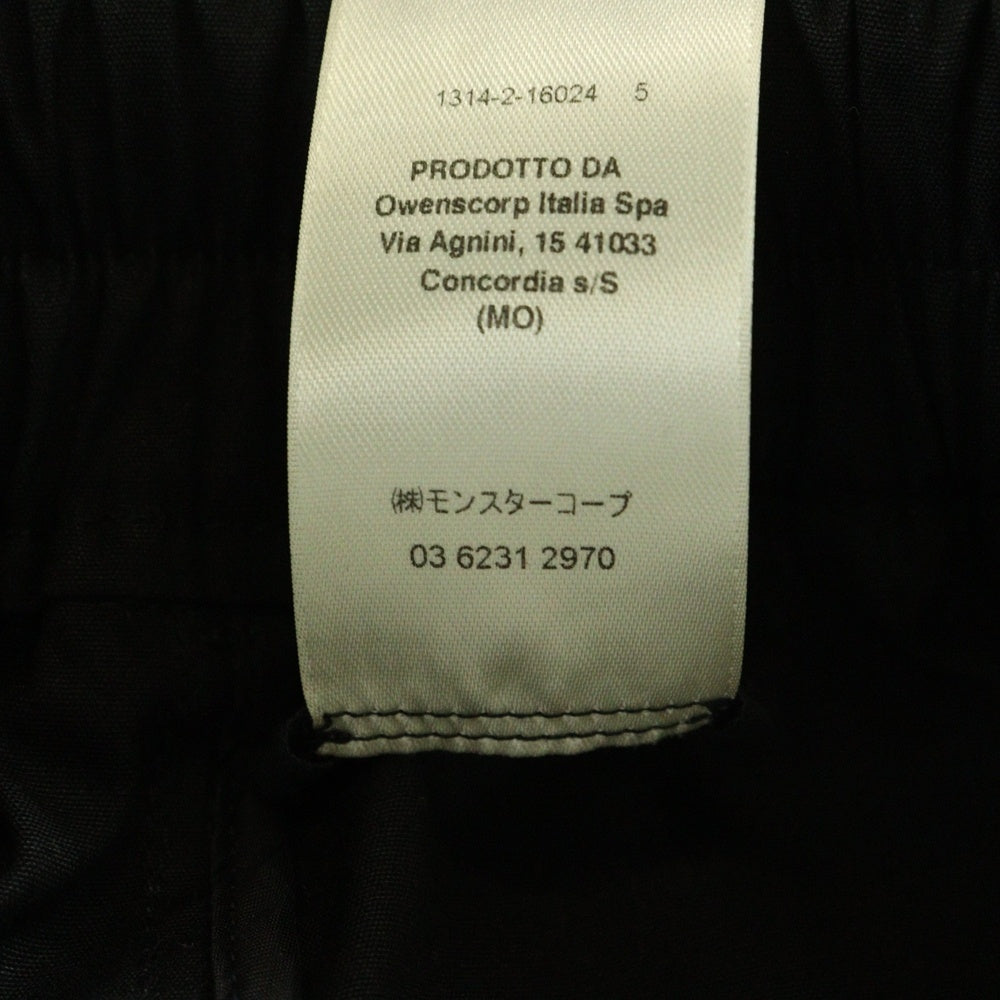 1314-2-16024 5
PRODOTTO DA
Owenscorp Italia Spa
Via Agnini, 15 41033
Concordia s/S
(MO)
㈱モンスターコープ
03 6231 2970